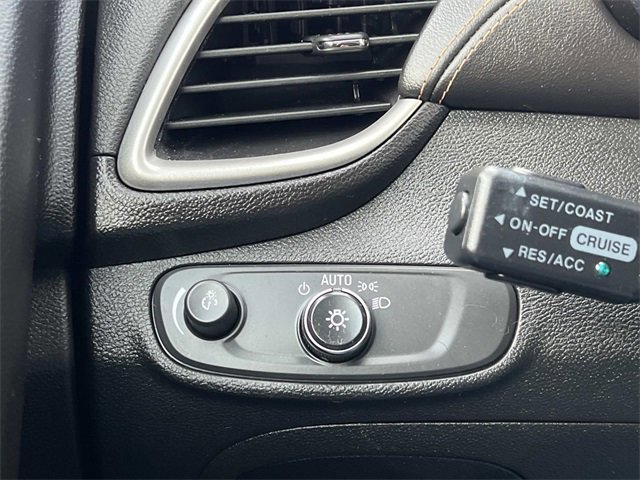 SET/COAST
ON-OFF CRUISE
RES/ACC
AUTO